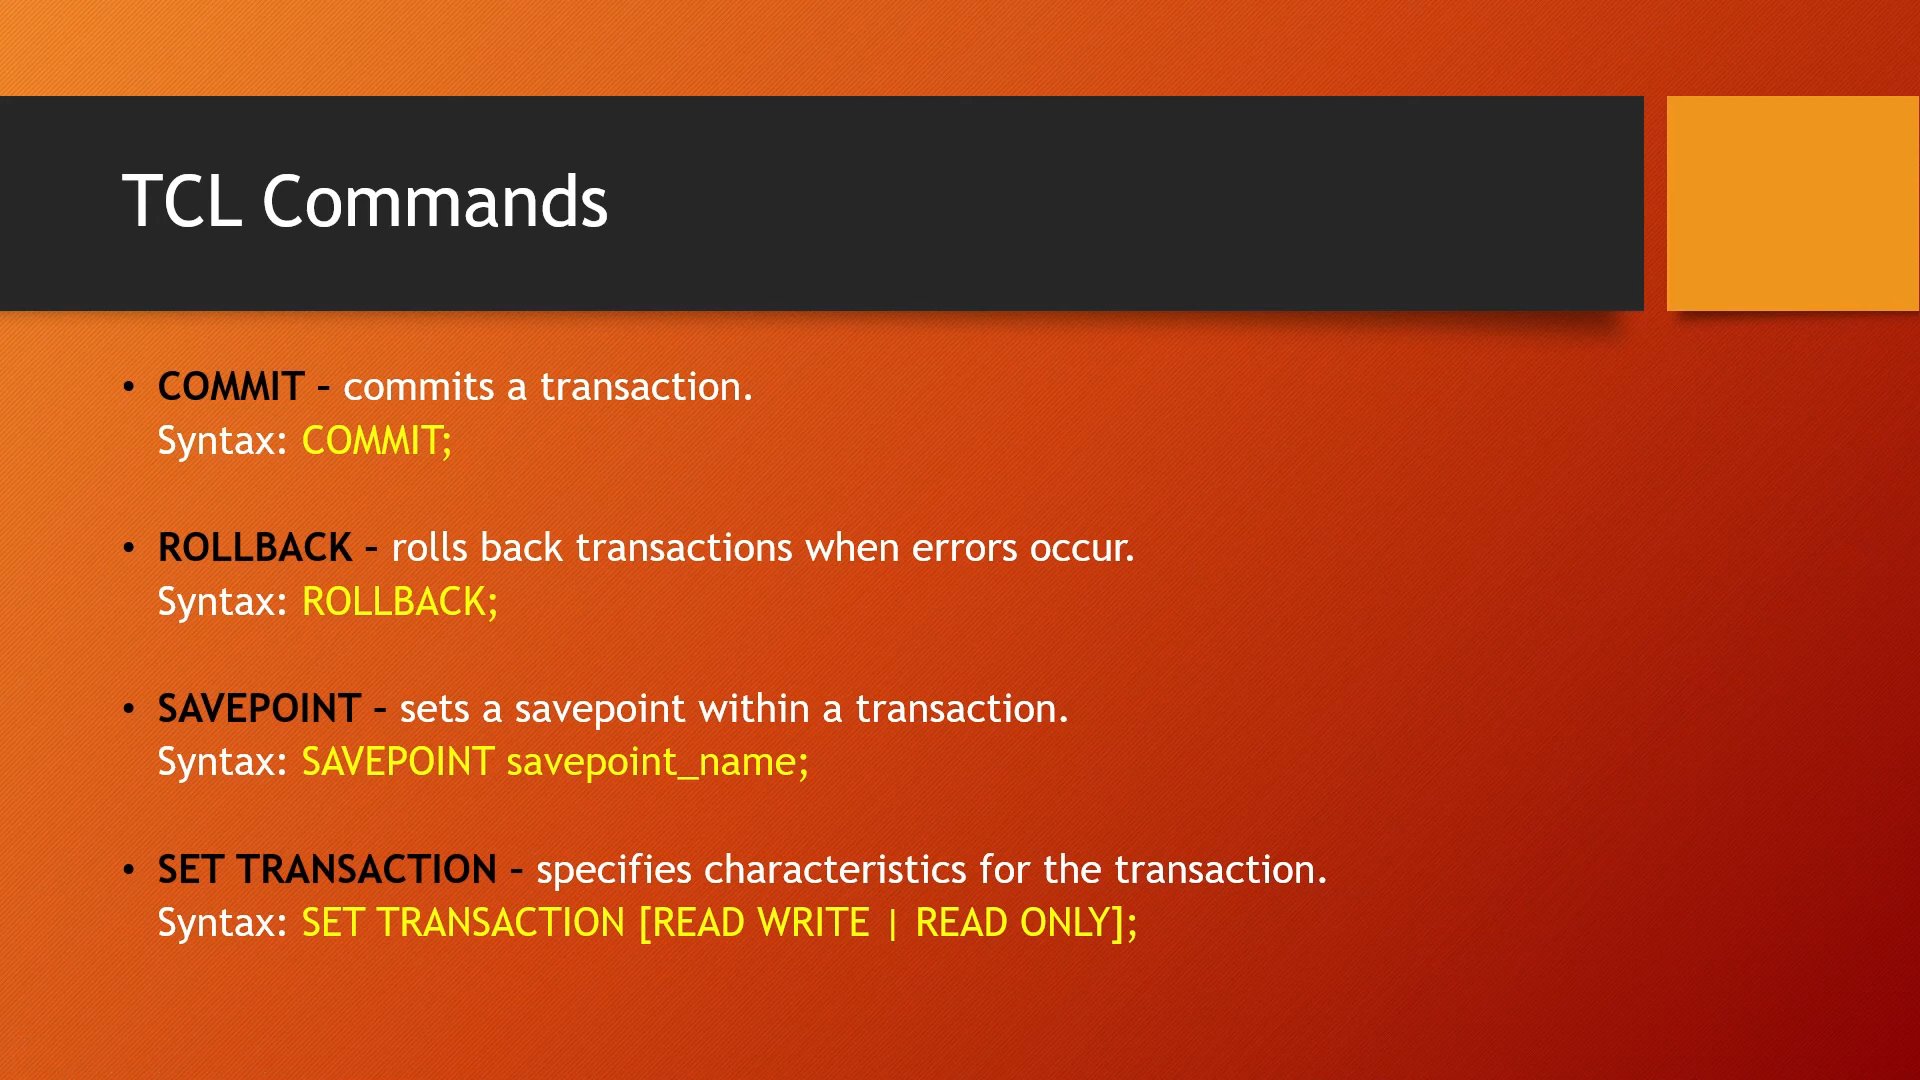 TCL Commands
• COMMIT – commits a transaction.
Syntax: COMMIT;
• ROLLBACK – rolls back transactions when errors occur.
Syntax: ROLLBACK;
• SAVEPOINT – sets a savepoint within a transaction.
Syntax: SAVEPOINT savepoint_name;
• SET TRANSACTION – specifies characteristics for the transaction.
Syntax: SET TRANSACTION [READ WRITE | READ ONLY];